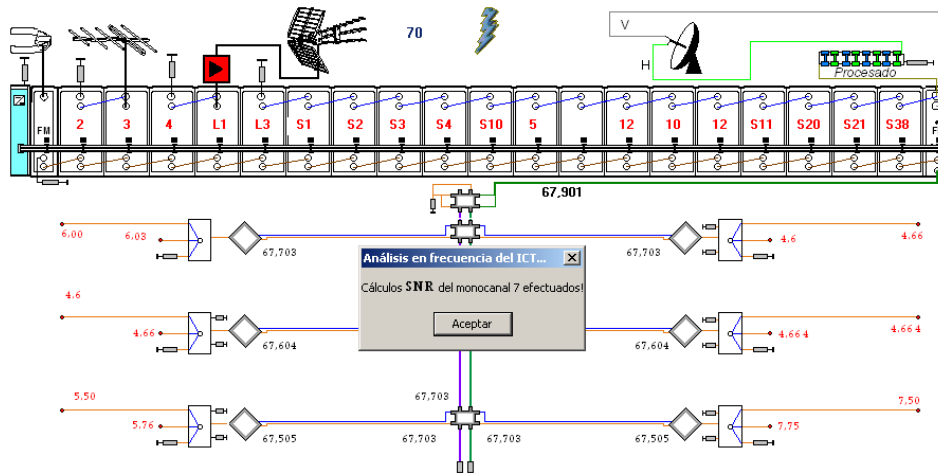 70
V
H
Procesado
FM
2
3
4
L1
L3
S1
S2
S3
S4
S10
5
12
10
12
S11
S20
S21
S38
F
67,901
6.00
6.03
67,703
67,703
4.6
4.66
Análisis en frecuencia del ICT...
Cálculos SNR del monocanal 7 efectuados!
Aceptar
4.6
4.66
67,604
67,604
4.664
4.664
67,703
5.50
5.76
67,505
67,703
67,703
67,505
7,75
7,50